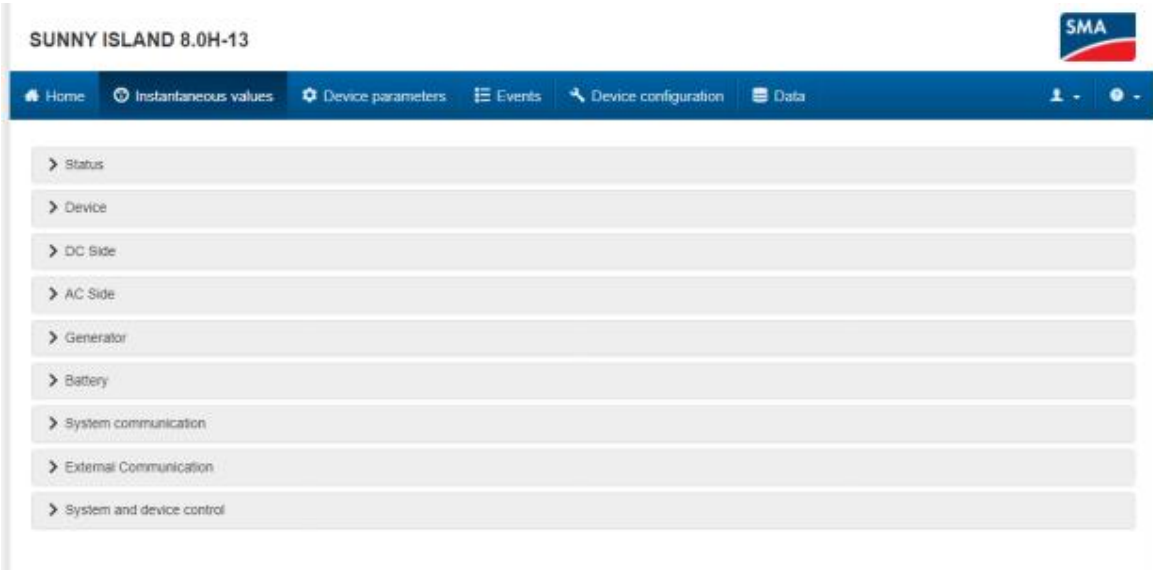 SUNNY ISLAND 8.0H-13
SMA
Home Instantaneous values Device parameters Events Device configuration Data
Status
Device
DC Side
AC Side
Generator
Battery
System communication
External Communication
System and device control